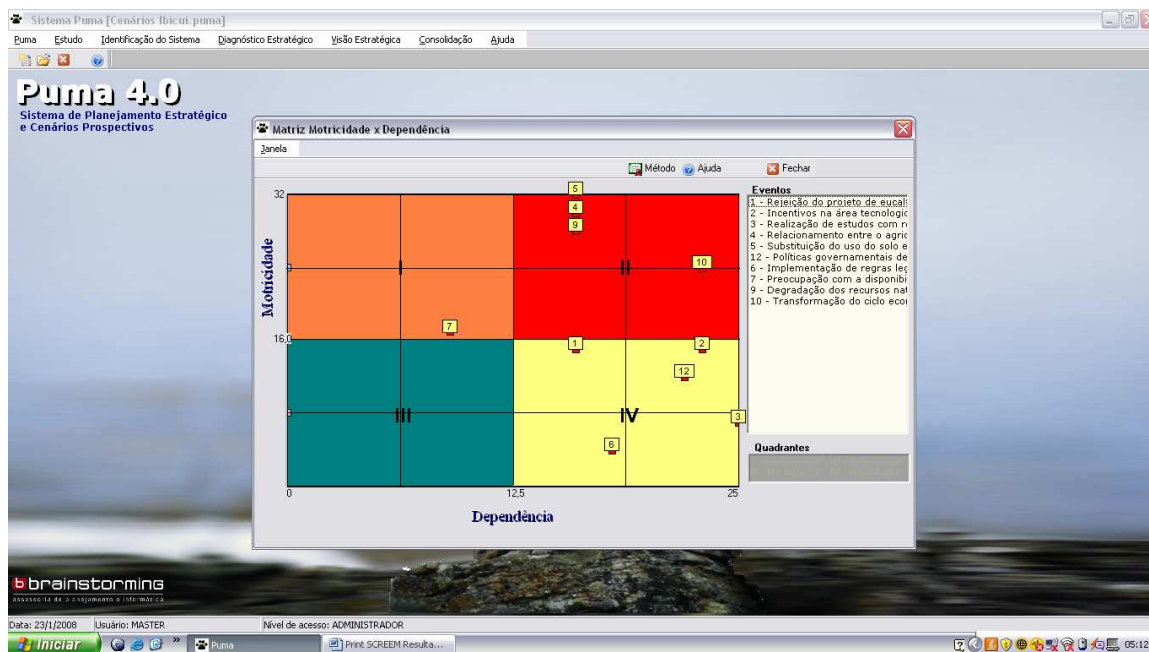 Sistema Puma [Cenários Ibicuí.puma]
Puma Estudo Identificação do Sistema Diagnóstico Estratégico Visão Estratégica Consolidação Ajuda
Puma 4.0
Sistema de Planejamento Estratégico
e Cenários Prospectivos
Matriz Motricidade x Dependência
Janela
Método Ajuda Fechar
Eventos
1 - Rejeição do projeto de eucali
2 - Incentivos na área tecnologic
3 - Realização de estudos com r
4 - Relacionamento entre o agric
5 - Substituição do uso do solo e
12 - Políticas governamentais de
6 - Implementação de regras leg
7 - Preocupação com a disponibi
9 - Degradação dos recursos nat
10 - Transformação do ciclo econ
Quadrantes
32
5
4
9
10
I
II
Motricidade
7
16,0
1
2
12
III
IV
3
6
0
12,5
25
Dependência
brainstorming
assessoria de planejamento e informática
Data: 23/1/2008 Usuário: MASTER Nível de acesso: ADMINISTRADOR
Iniciar Puma Print SCREEM Resulta... 05:12